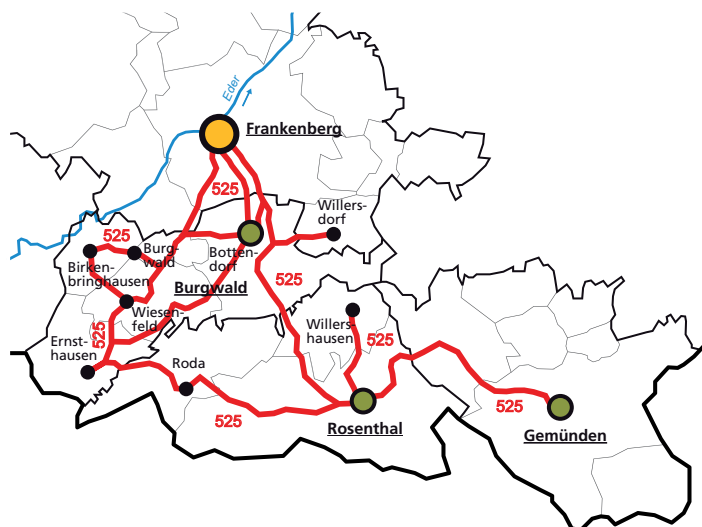 Eder
Frankenberg
525
Willers-
dorf
525
Burg-
wald
Botten-
dorf
Birken-
bringhausen
Burgwald
525
Wiesen-
feld
Willers-
hausen
525
525
Ernst-
hausen
Roda
525
525
Rosenthal
Gemünden